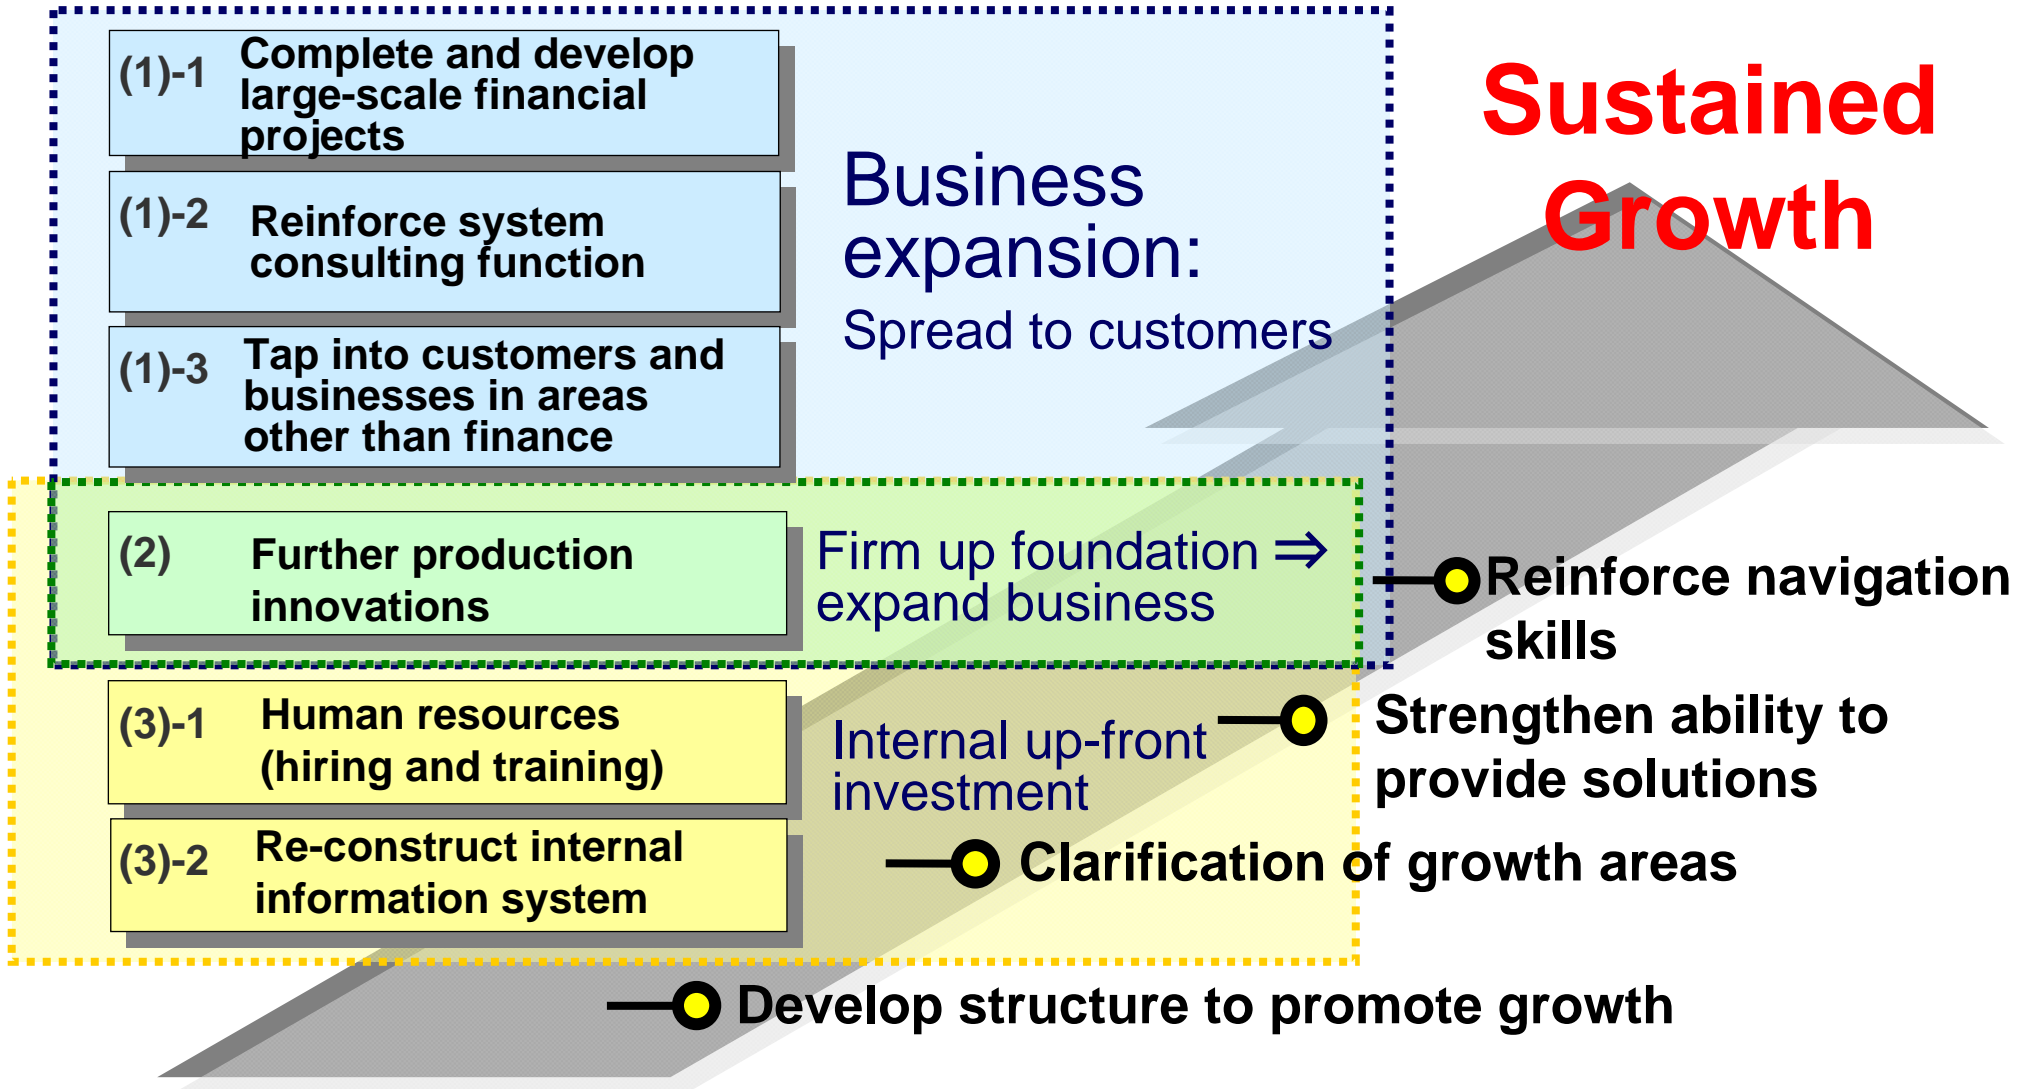 (1)-1
Complete and develop
large-scale financial
projects
(1)-2
Reinforce system
consulting function
(1)-3
Tap into customers and
businesses in areas
other than finance
Business
expansion:
Spread to customers
Sustained
Growth
(2)
Further production
innovations
Firm up foundation ⇒
expand business
Reinforce navigation
skills
(3)-1
Human resources
(hiring and training)
Internal up-front
investment
Strengthen ability to
provide solutions
(3)-2
Re-construct internal
information system
Clarification of growth areas
Develop structure to promote growth